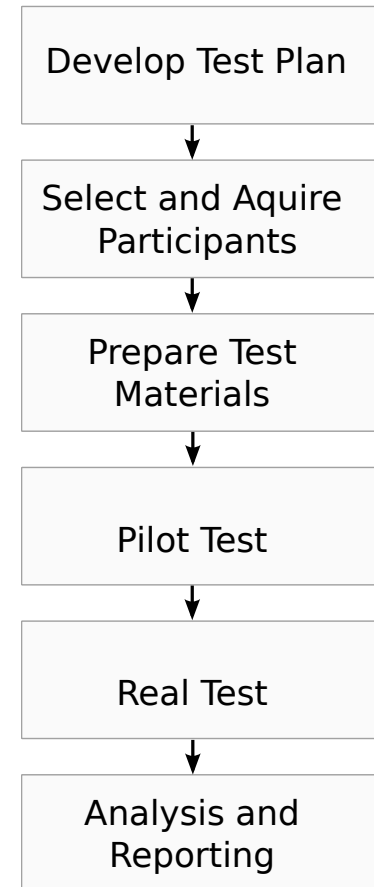 Develop Test Plan
Select and Aquire
Participants
Prepare Test
Materials
Pilot Test
Real Test
Analysis and
Reporting